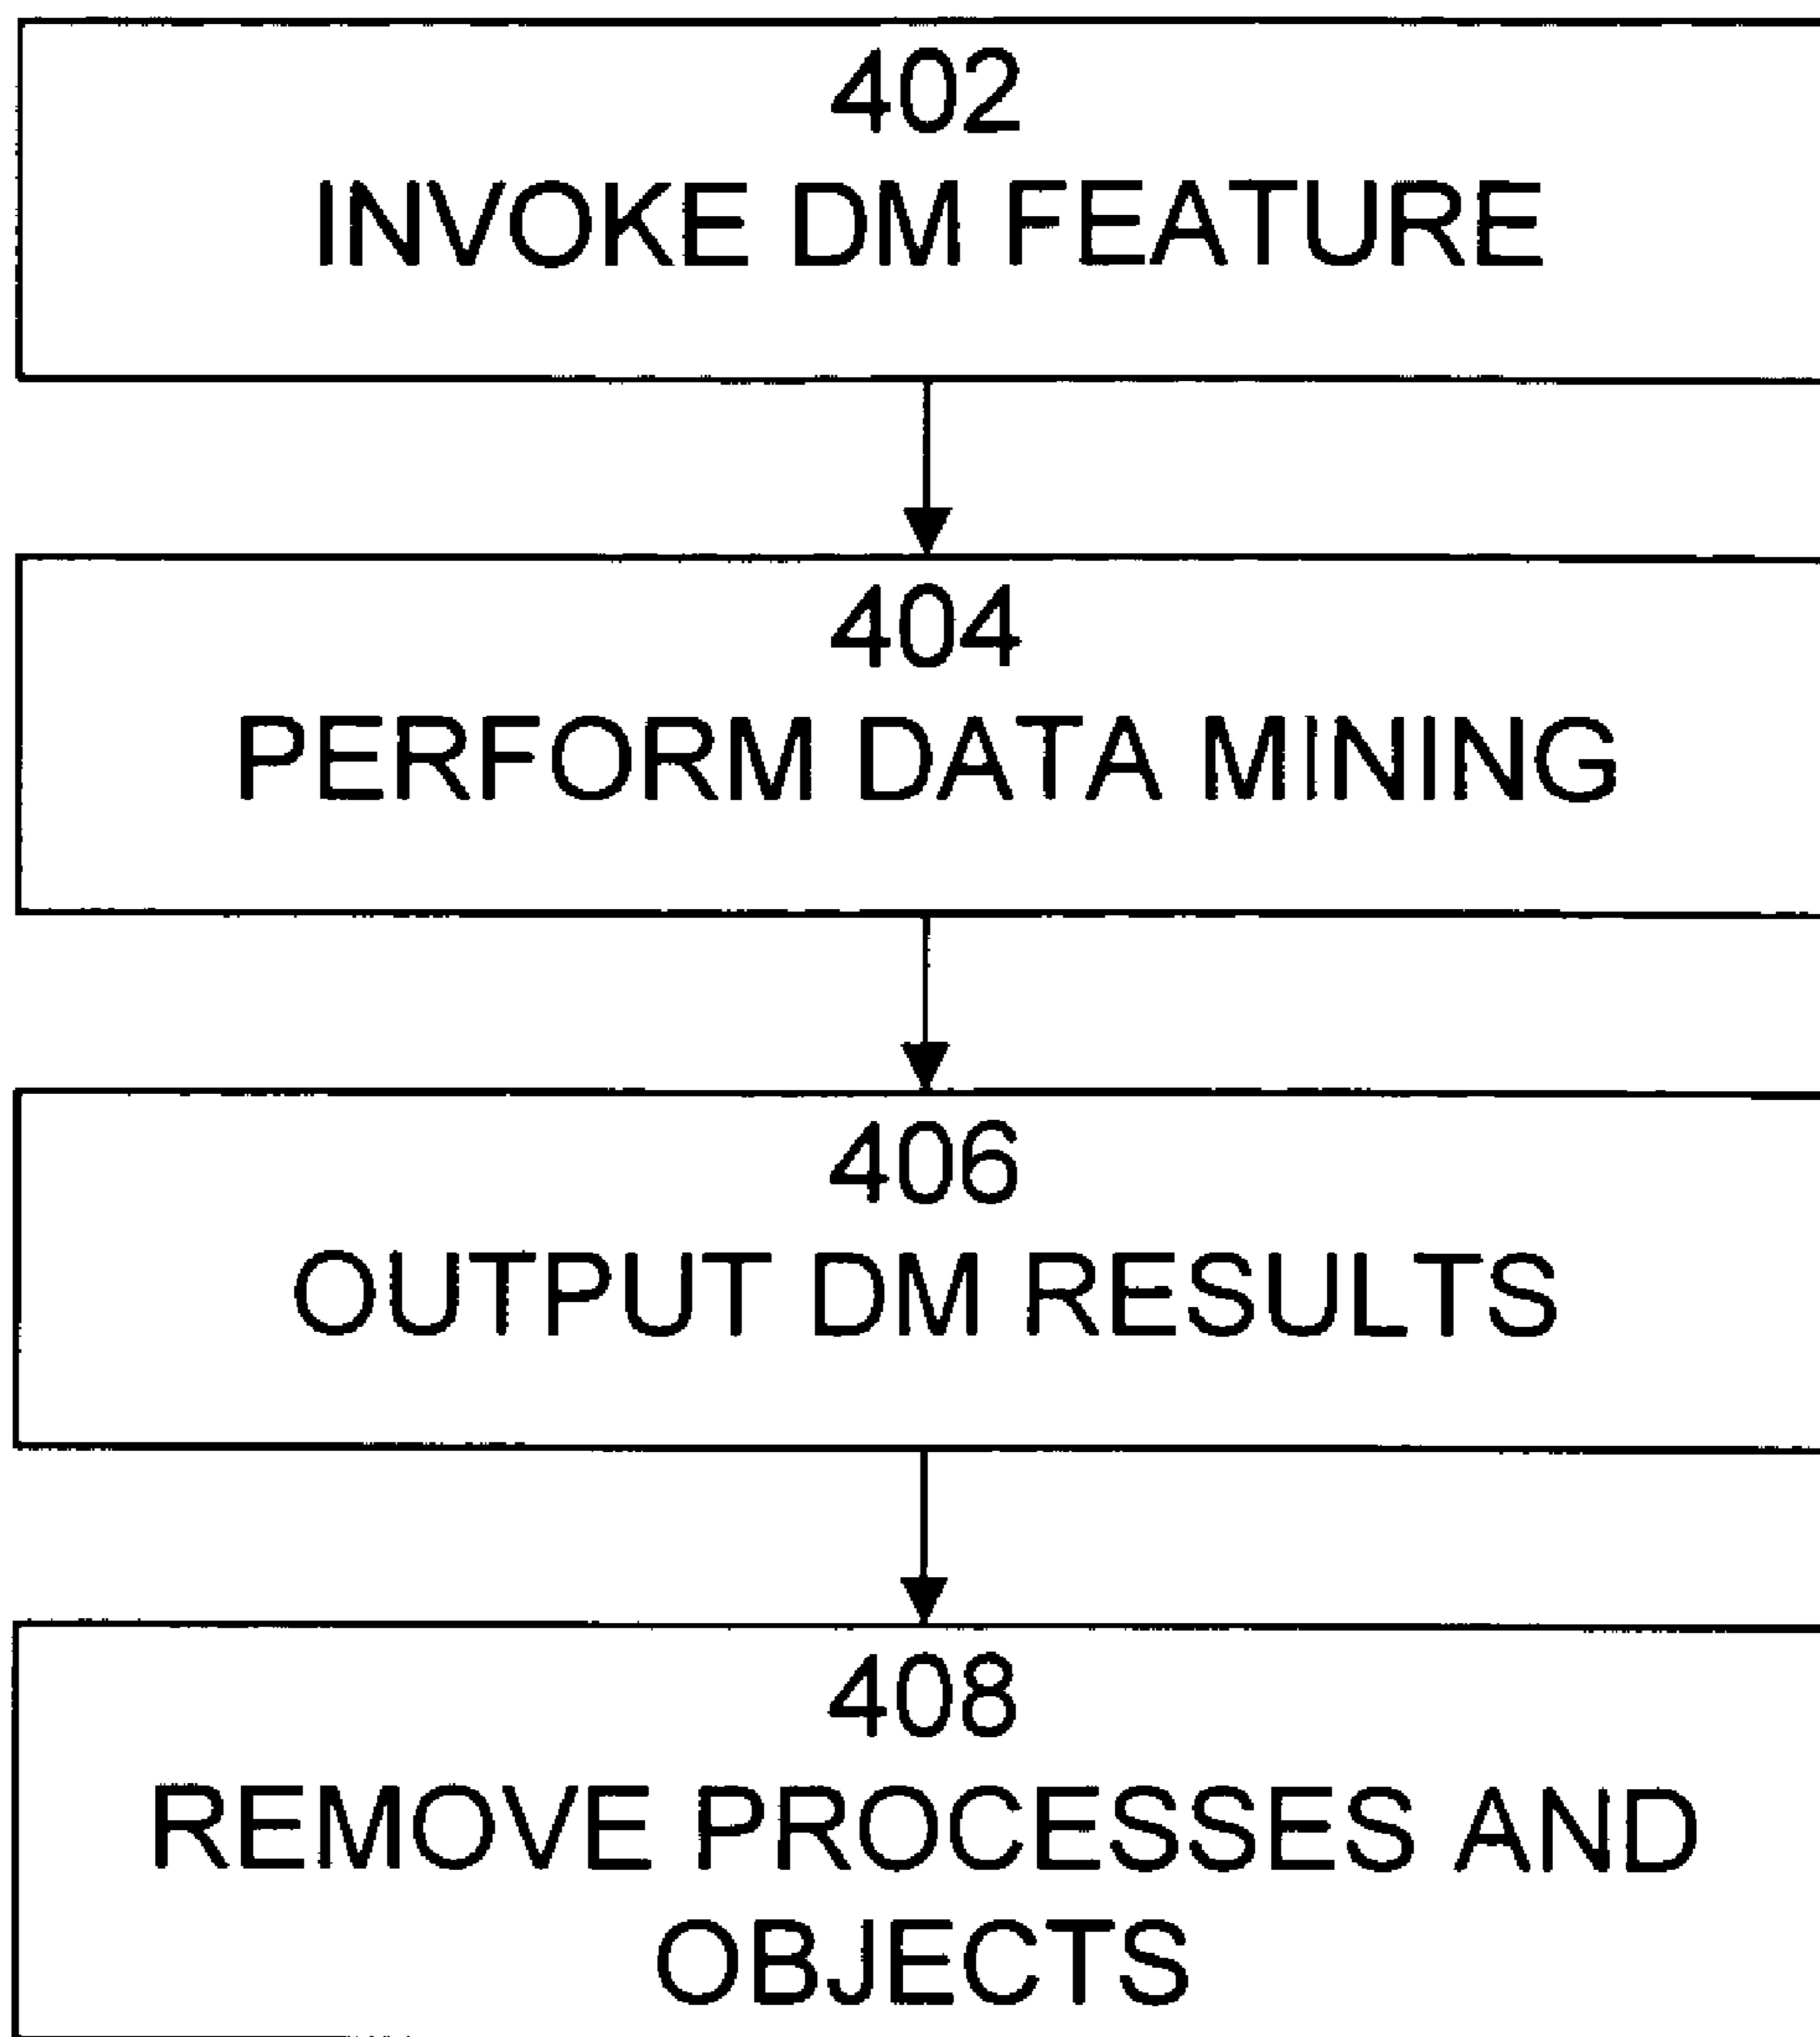 402
INVOKE DM FEATURE
404
PERFORM DATA MINING
406
OUTPUT DM RESULTS
408
REMOVE PROCESSES AND
OBJECTS